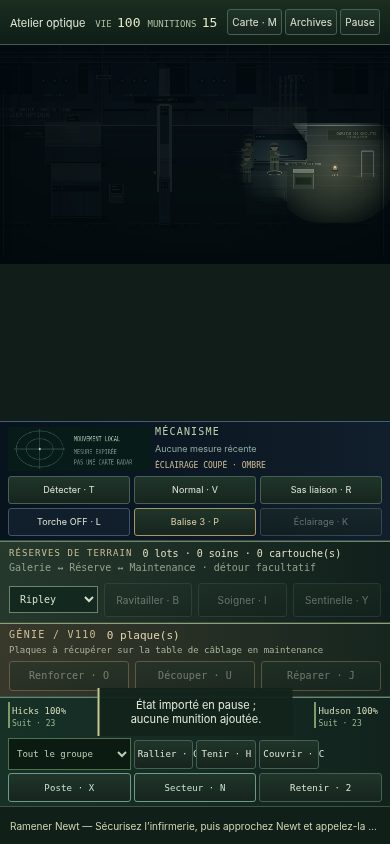 Atelier optique VIE 100 MUNITIONS 15 Carte · M Archives Pause
MOUVEMENT LOCAL
MESURE EXPIRÉE
PAS UNE CARTE RADAR
MÉCANISME
Aucune mesure récente
ÉCLAIRAGE COUPÉ · OMBRE
Détecter · T Normal · V Sas liaison · R
Torche OFF · L Balise 3 · P Éclairage · K
RÉSERVES DE TERRAIN 0 lots · 0 soins · 0 cartouche(s)
Galerie ↔ Réserve ↔ Maintenance · détour facultatif
Ripley Ravitailler · B Soigner · I Sentinelle · Y
GÉNIE / V110 0 plaque(s)
Plaques à récupérer sur la table de câblage en maintenance
Renforcer · O Découper · U Réparer · J
État importé en pause ;
aucune munition ajoutée.
Hicks 100%
Suit · 23
Hudson 100%
Suit · 23
Tout le groupe Rallier · C Tenir · H Couvrir · C
Poste · X Secteur · N Retenir · 2
Ramener Newt — Sécurisez l'infirmerie, puis approchez Newt et appelez-la ...